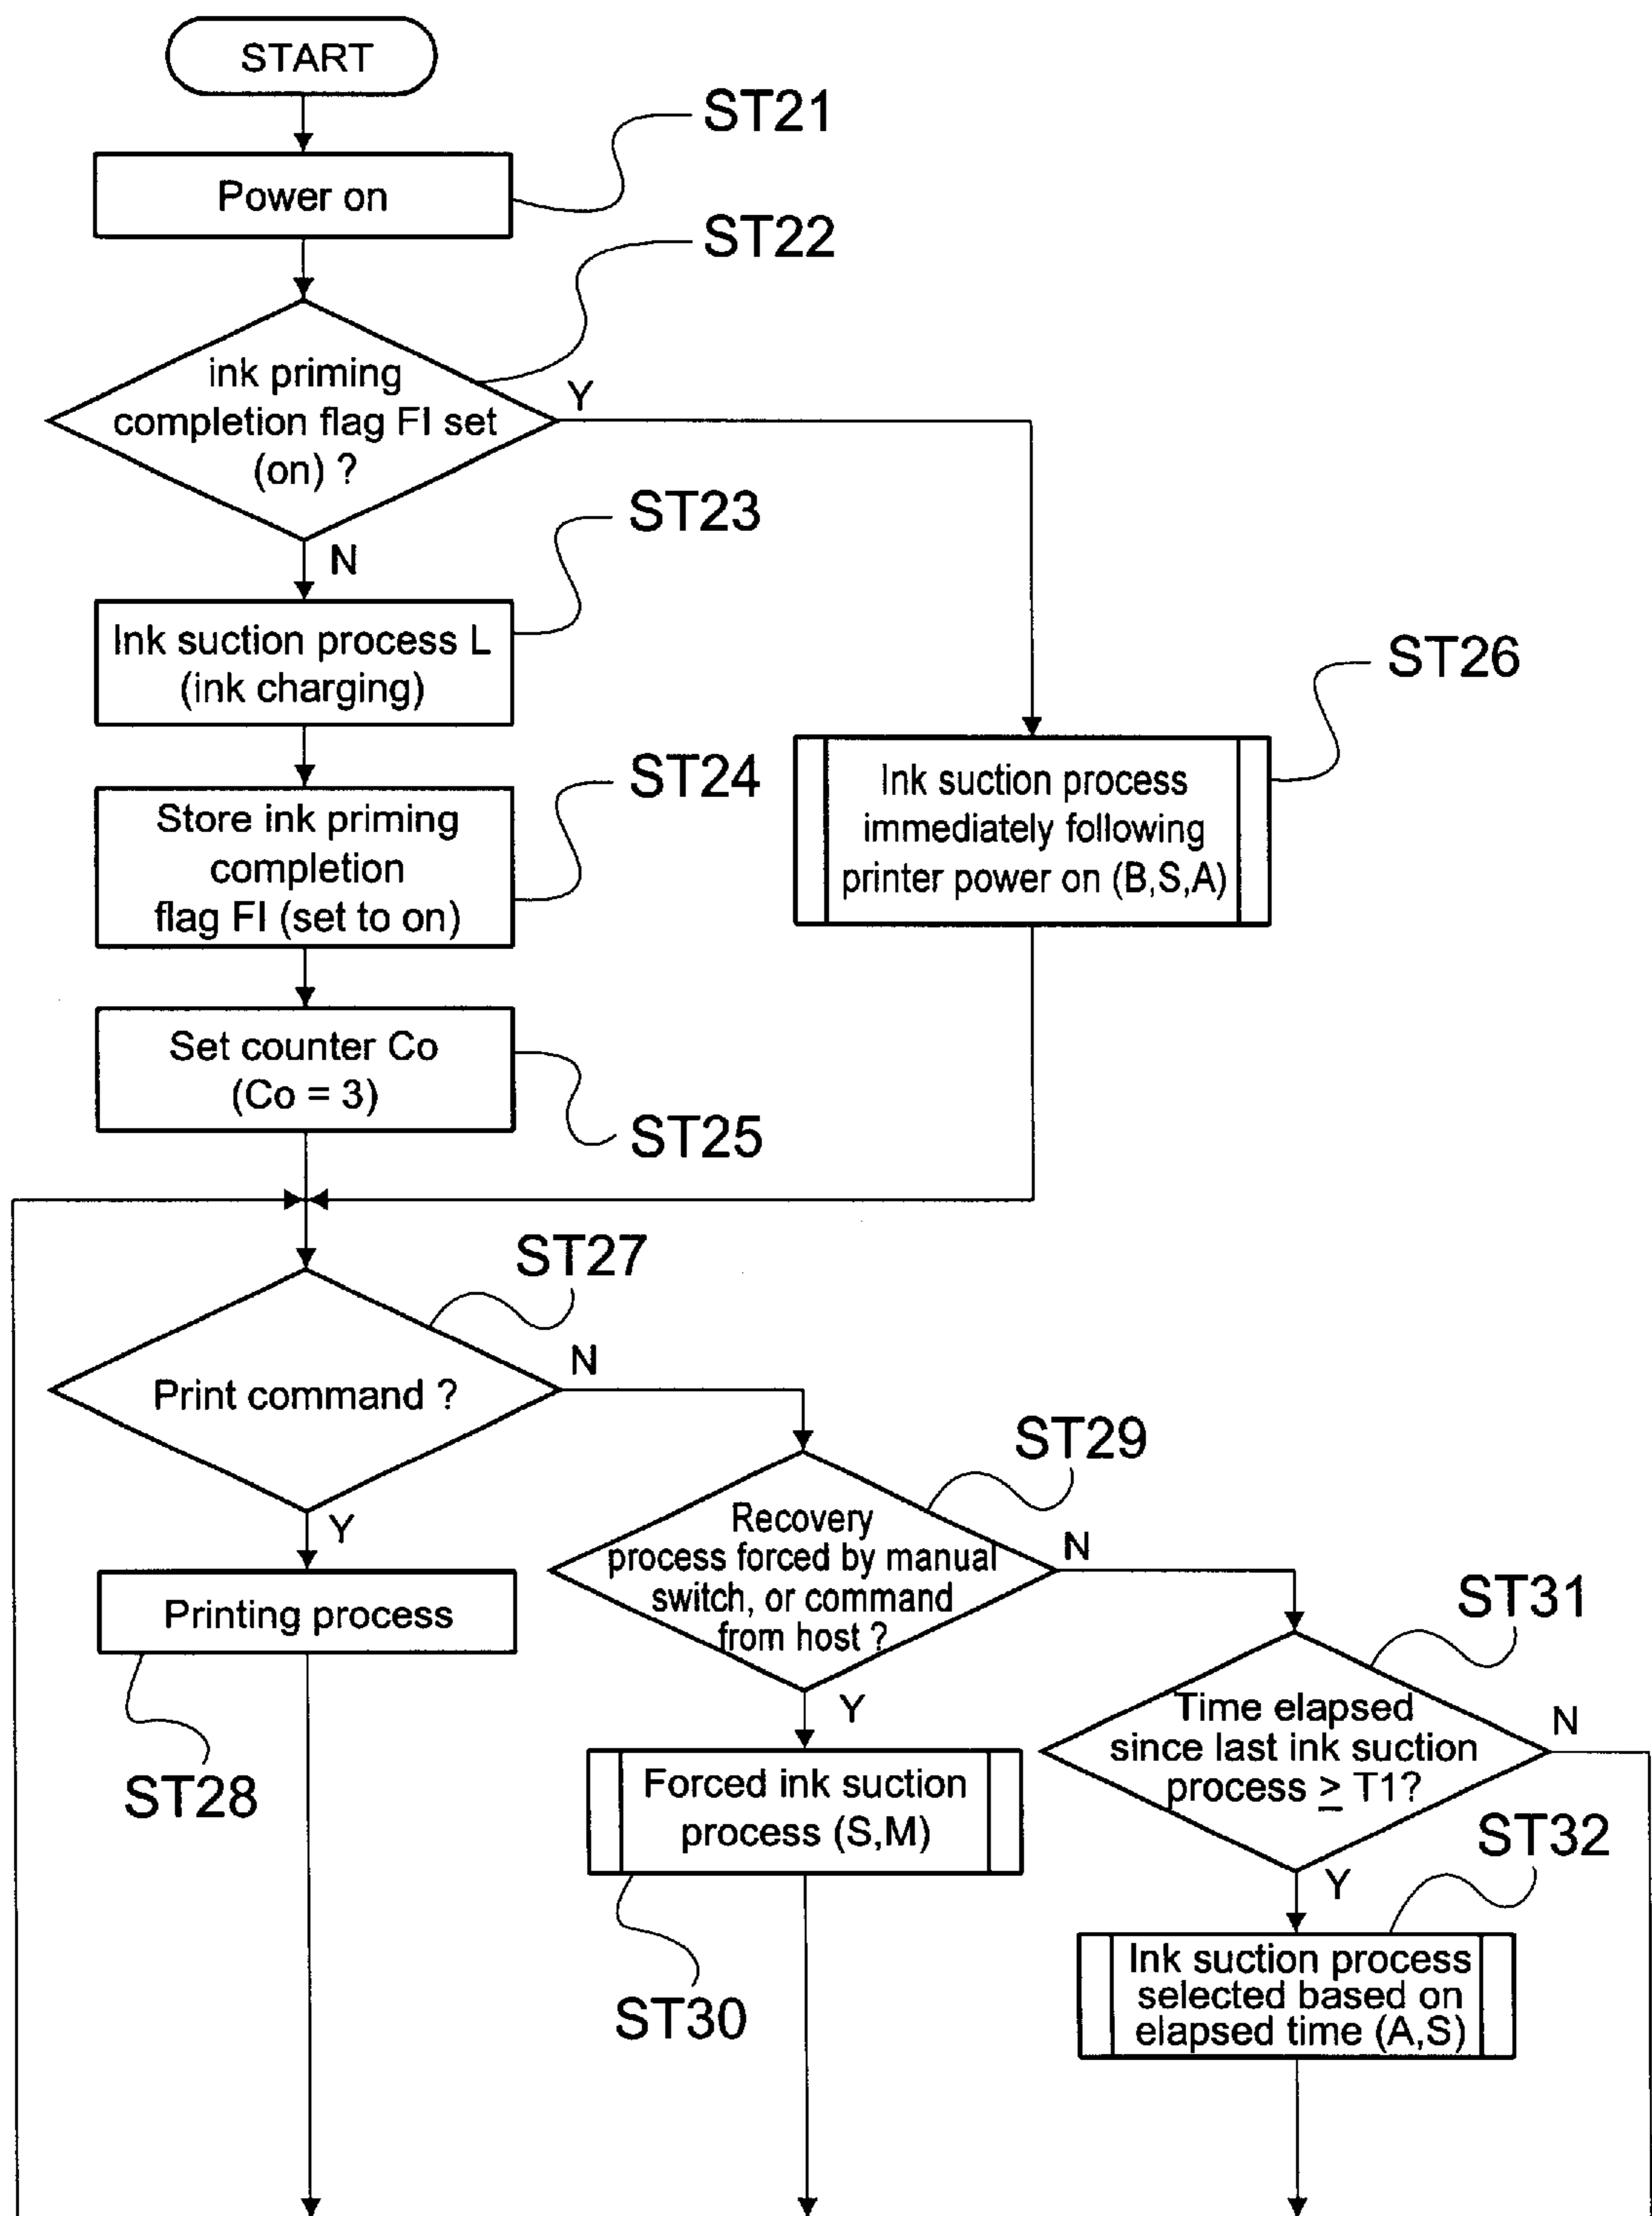 START
ST21
Power on
ST22
ink priming
completion flag FI set
(on) ?
Y
N
ST23
Ink suction process L
(ink charging)
ST24
Store ink priming
completion
flag FI (set to on)
ST26
Ink suction process
immediately following
printer power on (B,S,A)
Set counter Co
(Co = 3)
ST25
ST27
Print command ?
N
Y
Printing process
ST28
ST29
Recovery
process forced by manual
switch, or command
from host ?
N
Y
Forced ink suction
process (S,M)
ST30
ST31
Time elapsed
since last ink suction
process ≥ T1?
N
Y
ST32
Ink suction process
selected based on
elapsed time (A,S)